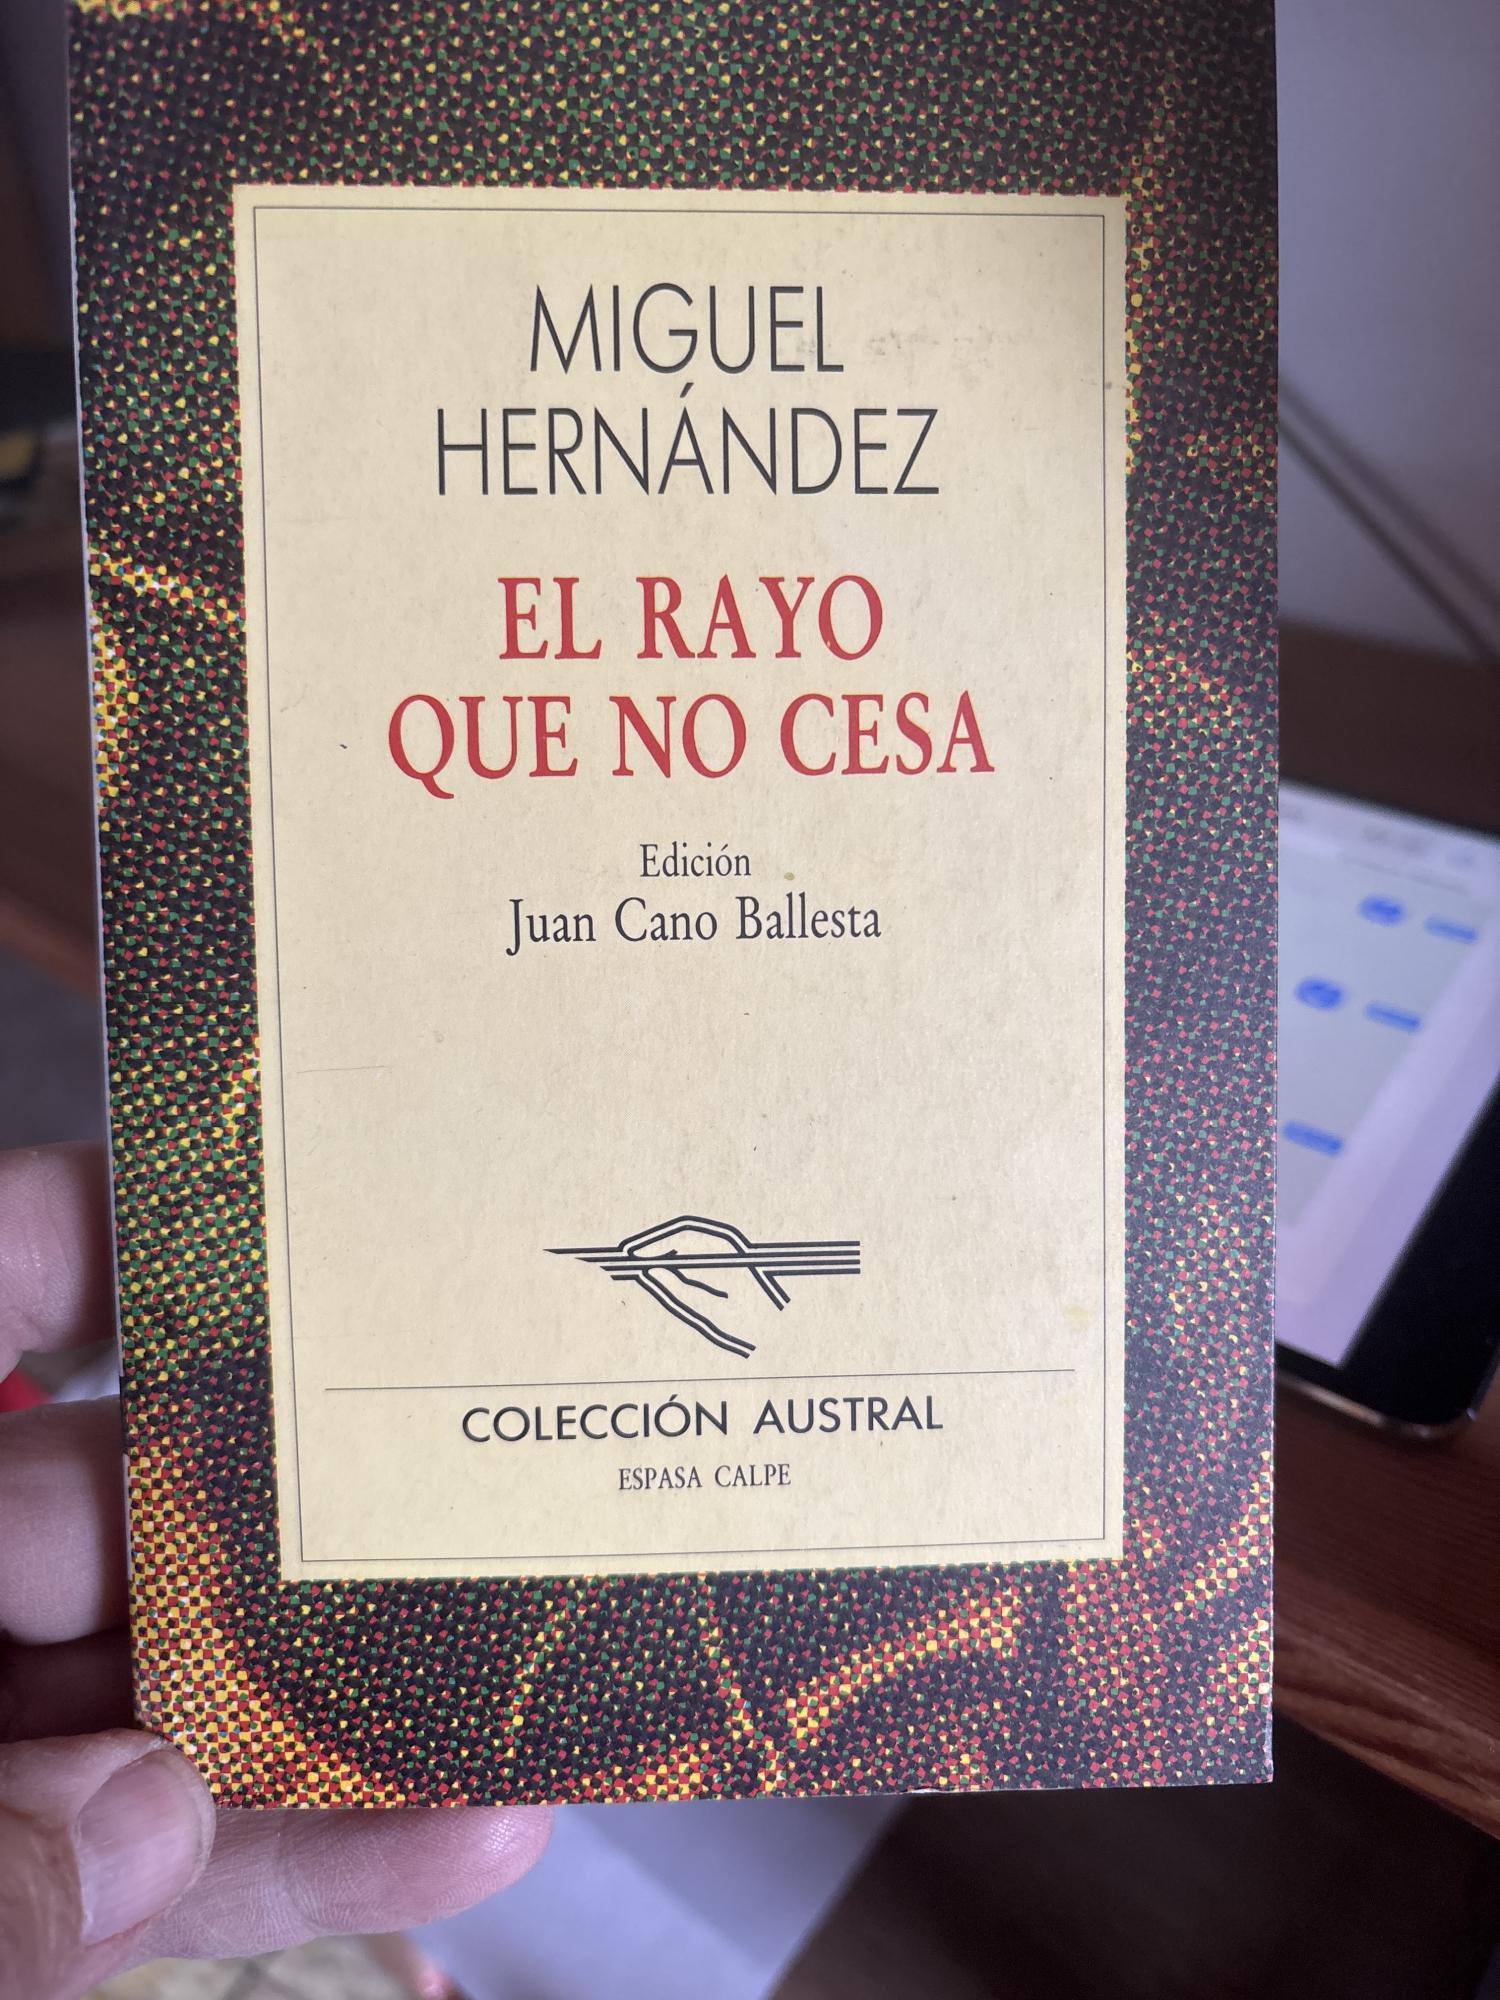 MIGUEL
HERNÁNDEZ
EL RAYO
QUE NO CESA
Edición
Juan Cano Ballesta
COLECCIÓN AUSTRAL
ESPASA CALPE